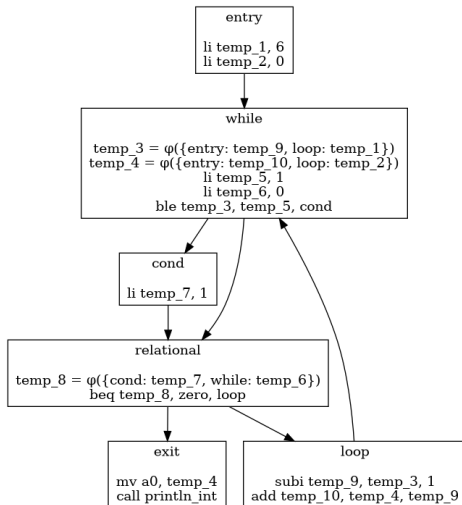 entry
li temp_1, 6
li temp_2, 0
while
temp_3 = φ({entry: temp_9, loop: temp_1})
temp_4 = φ({entry: temp_10, loop: temp_2})
li temp_5, 1
li temp_6, 0
ble temp_3, temp_5, cond
cond
li temp_7, 1
relational
temp_8 = φ({cond: temp_7, while: temp_6})
beq temp_8, zero, loop
exit
mv a0, temp_4
call println_int
loop
subi temp_9, temp_3, 1
add temp_10, temp_4, temp_9